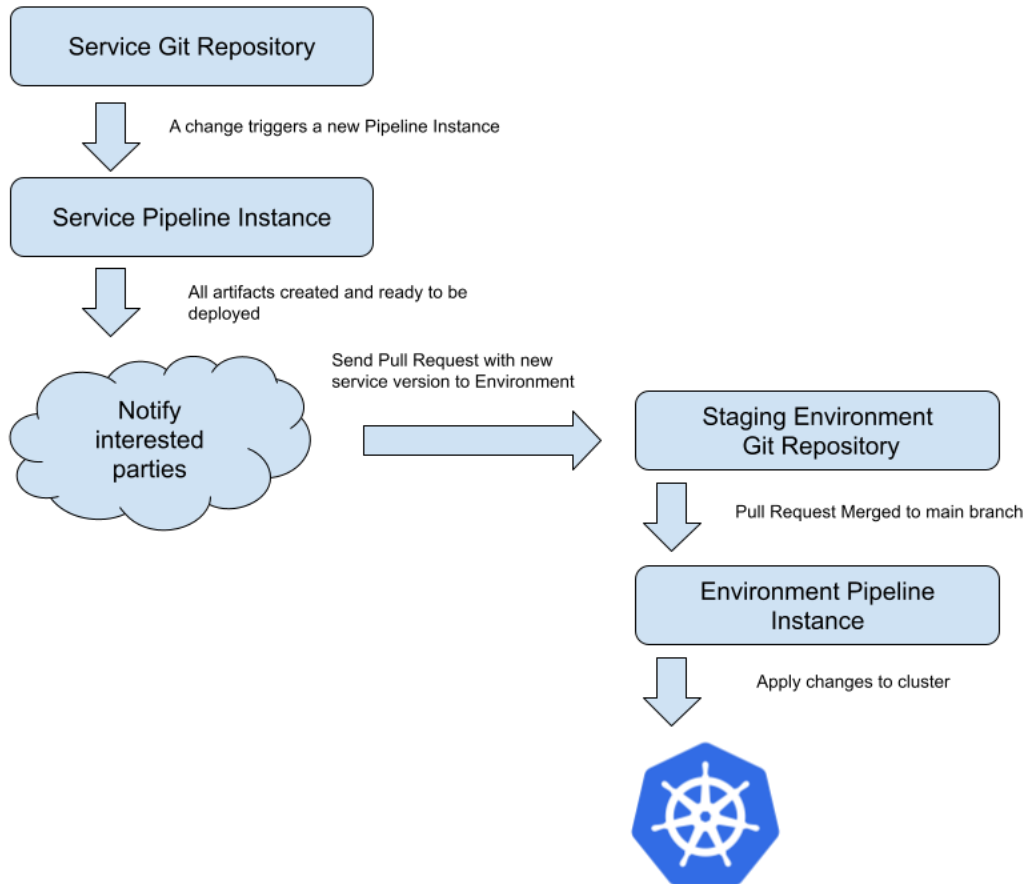 Service Git Repository
A change triggers a new Pipeline Instance
Service Pipeline Instance
All artifacts created and ready to be
deployed
Notify
interested
parties
Send Pull Request with new
service version to Environment
Staging Environment
Git Repository
Pull Request Merged to main branch
Environment Pipeline
Instance
Apply changes to cluster